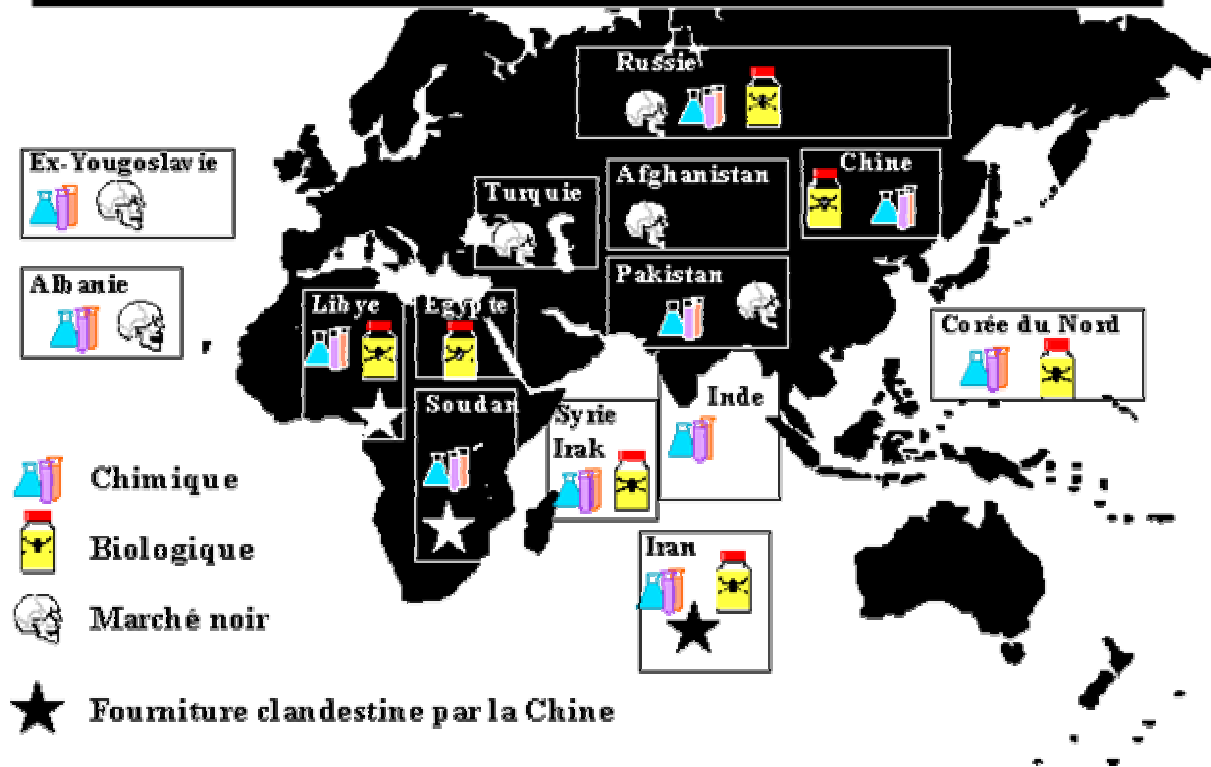 Russie
Ex-Yougoslavie
Chine
Afghanistan
Turquie
Albanie
Pakistan
Libye
Egypte
Corée du Nord
Soudan
Syrie
Irak
Inde
Chimique
Biologique
Iran
Marché noir
Fourniture clandestine par la Chine